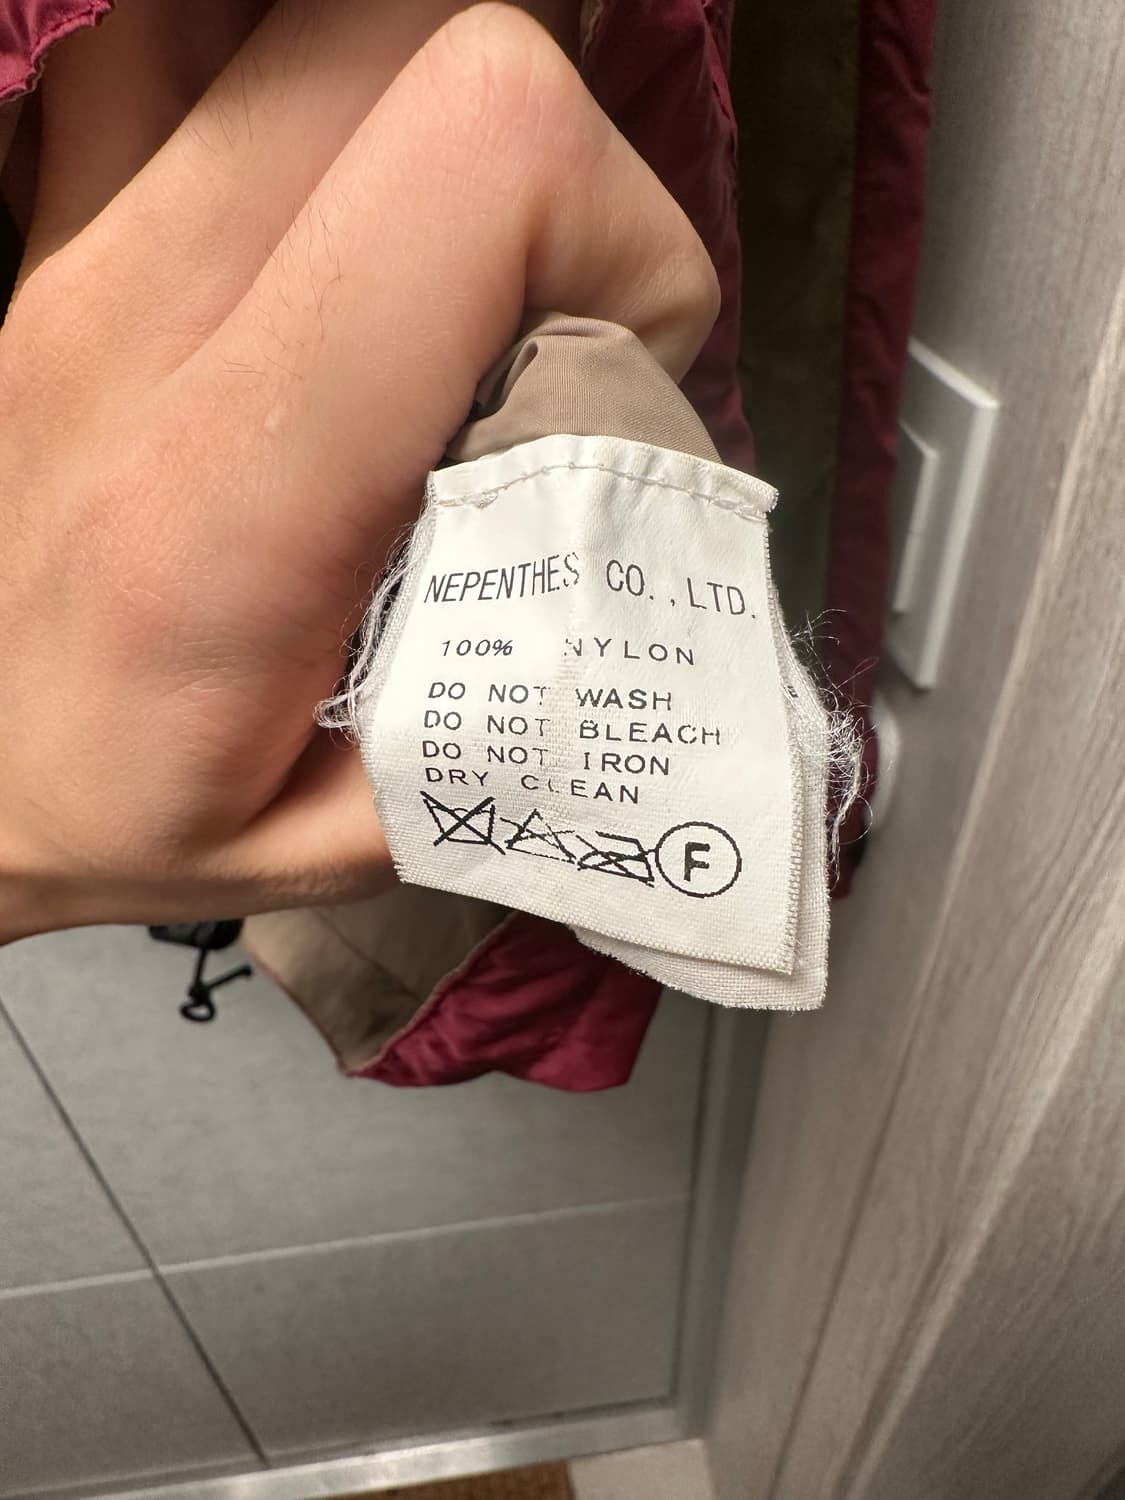 NEPENTHES CO.,LTD.
100% NYLON
DO NOT WASH
DO NOT BLEACH
DO NOT IRON
DRY CLEAN
F